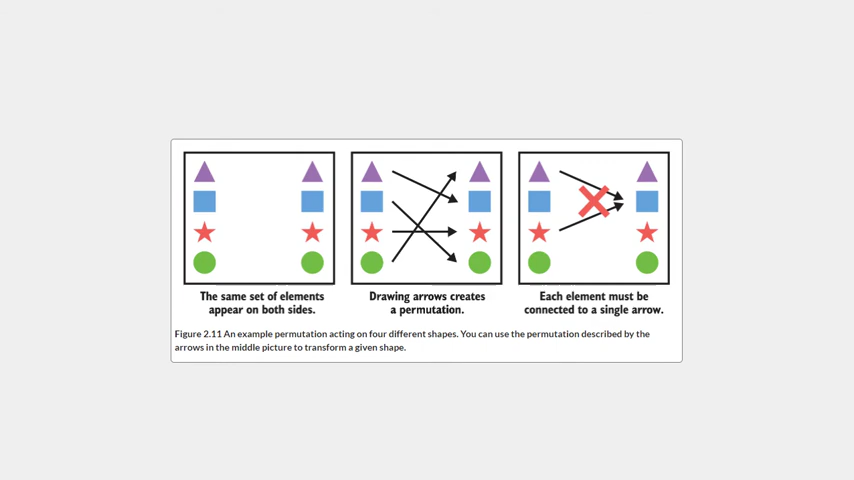 The same set of elements
appear on both sides.
Drawing arrows creates
a permutation.
Each element must be
connected to a single arrow.
Figure 2.11 An example permutation acting on four different shapes. You can use the permutation described by the
arrows in the middle picture to transform a given shape.